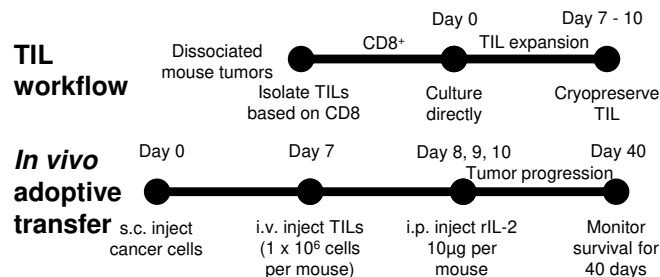 Day 0
Day 7 - 10
CD8⁺
TIL expansion
TIL
workflow
Dissociated
mouse tumors
Isolate TILs
based on CD8
Culture
directly
Cryopreserve
TIL
In vivo
adoptive
transfer
Day 0
Day 7
Day 8, 9, 10
Day 40
Tumor progression
s.c. inject
cancer cells
i.v. inject TILs
(1 x 10⁶ cells
per mouse)
i.p. inject rIL-2
10µg per
mouse
Monitor
survival for
40 days